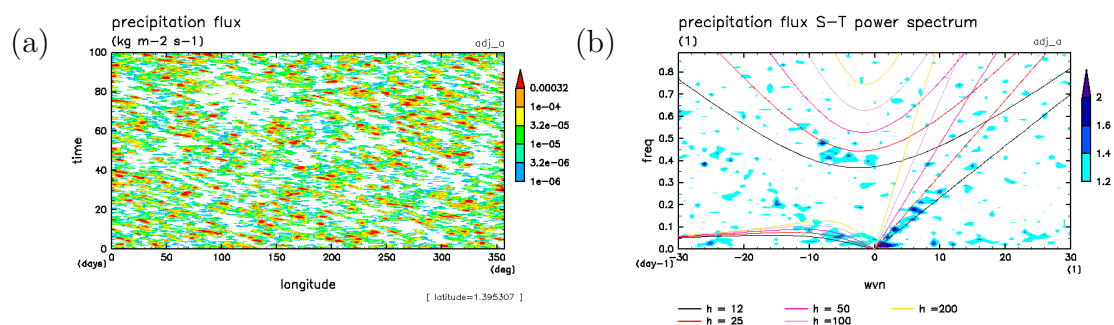 (a)
precipitation flux
(kg m-2 s-1)
adj_a
100
80
60
40
20
0
time
0.00032
1e-04
3.2e-05
1e-05
3.2e-06
1e-06
0 50 100 150 200 250 300 350
(days)
(deg)
longitude
[ latitude=1.395307 ]
(b)
precipitation flux S-T power spectrum
(1)
adj_a
0.8
0.7
0.6
0.5
0.4
0.3
0.2
0.1
0.0
freq
2
1.6
1.4
1.2
-30 -20 -10 0 10 20 30
(day-1)
(1)
wvn
h = 12 h = 50 h =200
h = 25 h =100